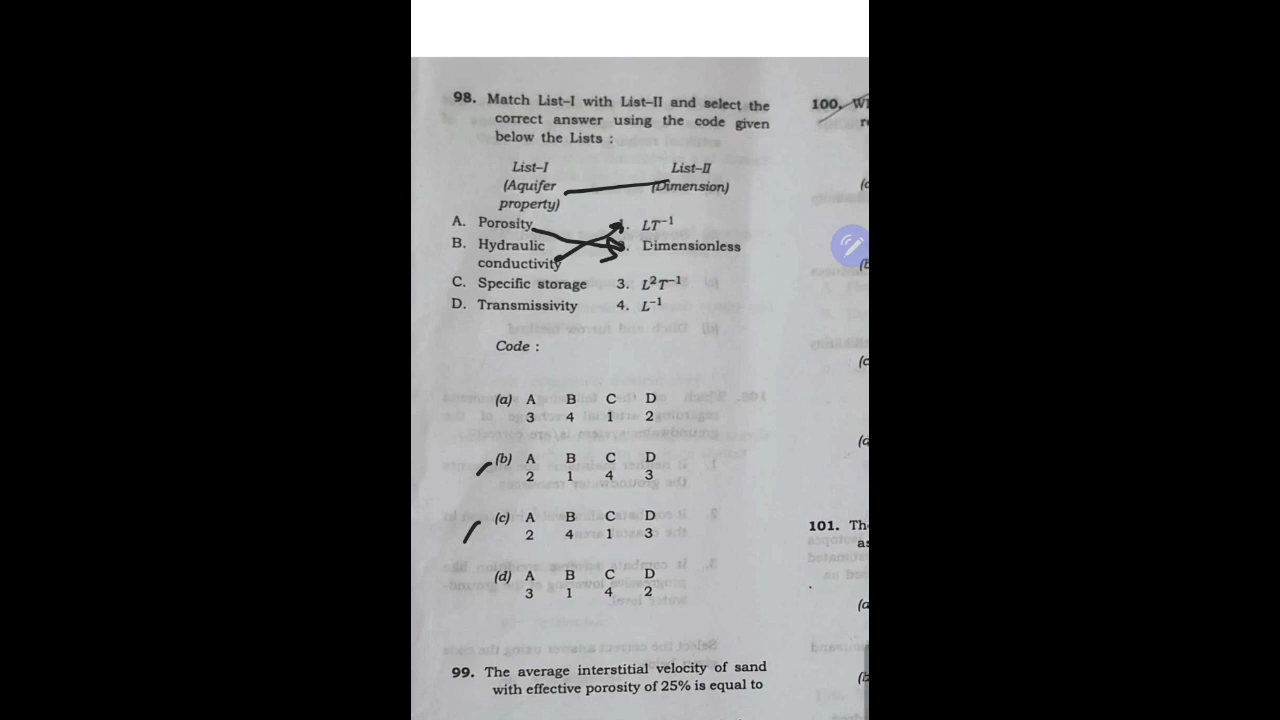 98. Match List–I with List–II and select the
correct answer using the code given
below the Lists :
List–I List–II
(Aquifer (Dimension)
property)
A. Porosity 1. LT⁻¹
B. Hydraulic 2. Dimensionless
conductivity
C. Specific storage 3. L²T⁻¹
D. Transmissivity 4. L⁻¹
Code :
(a) A B C D
3 4 1 2
(b) A B C D
2 1 4 3
(c) A B C D
2 4 1 3
(d) A B C D
3 1 4 2
99. The average interstitial velocity of sand
with effective porosity of 25% is equal to
100.
(c
101. Th
(a